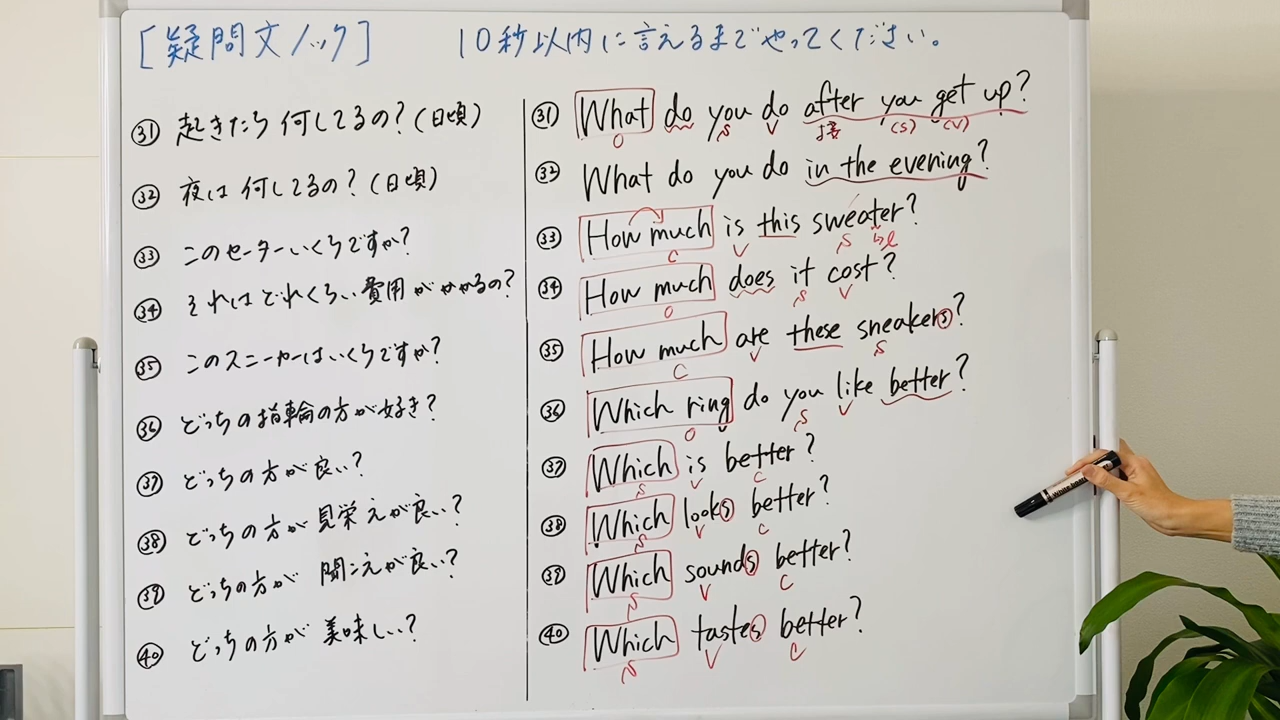 [疑問文ノック] 10秒以内に言えるまでやってください。
㉛ 起きたら何してるの?(日頃)
㉜ 夜は何してるの?(日頃)
㉝ このセーターいくらですか?
㉞ それはどれくらい費用がかかるの?
㉟ このスニーカーはいくらですか?
㊱ どっちの指輪の方が好き?
㊲ どっちの方が良い?
㊳ どっちの方が見栄えが良い?
㊴ どっちの方が聞こえが良い?
㊵ どっちの方が美味しい?
㉛ What do you do after you get up?
O S V 接 (S) (V)
㉜ What do you do in the evening?
㉝ How much is this sweater?
C V S
㉞ How much does it cost?
O S V
㉟ How much are these sneakers?
C V S
㊱ Which ring do you like better?
O S V
㊲ Which is better?
S V C
㊳ Which looks better?
S V C
㊴ Which sounds better?
S V C
㊵ Which tastes better?
S V C
White board